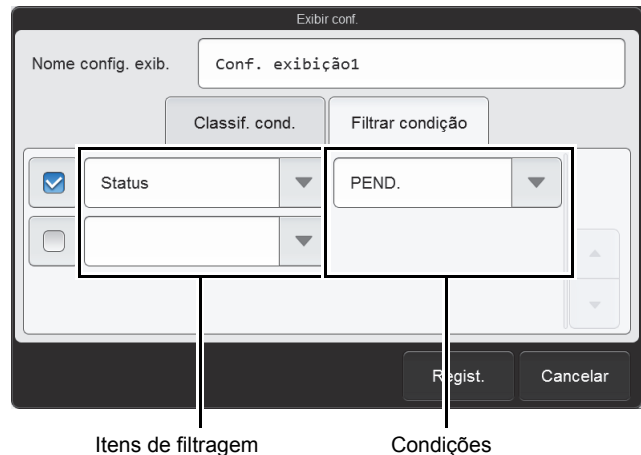 Exibir conf.
Nome config. exib. Conf. exibição1
Classif. cond. Filtrar condição
Status PEND.
Regist. Cancelar
Itens de filtragem Condições